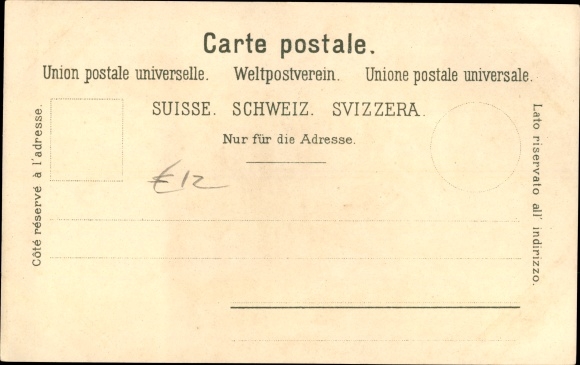 Carte postale.
Union postale universelle. Weltpostverein. Unione postale universale.
SUISSE. SCHWEIZ. SVIZZERA.
Nur für die Adresse.
Côté réservé à l'adresse.
Lato riservato all' indirizzo.
€12